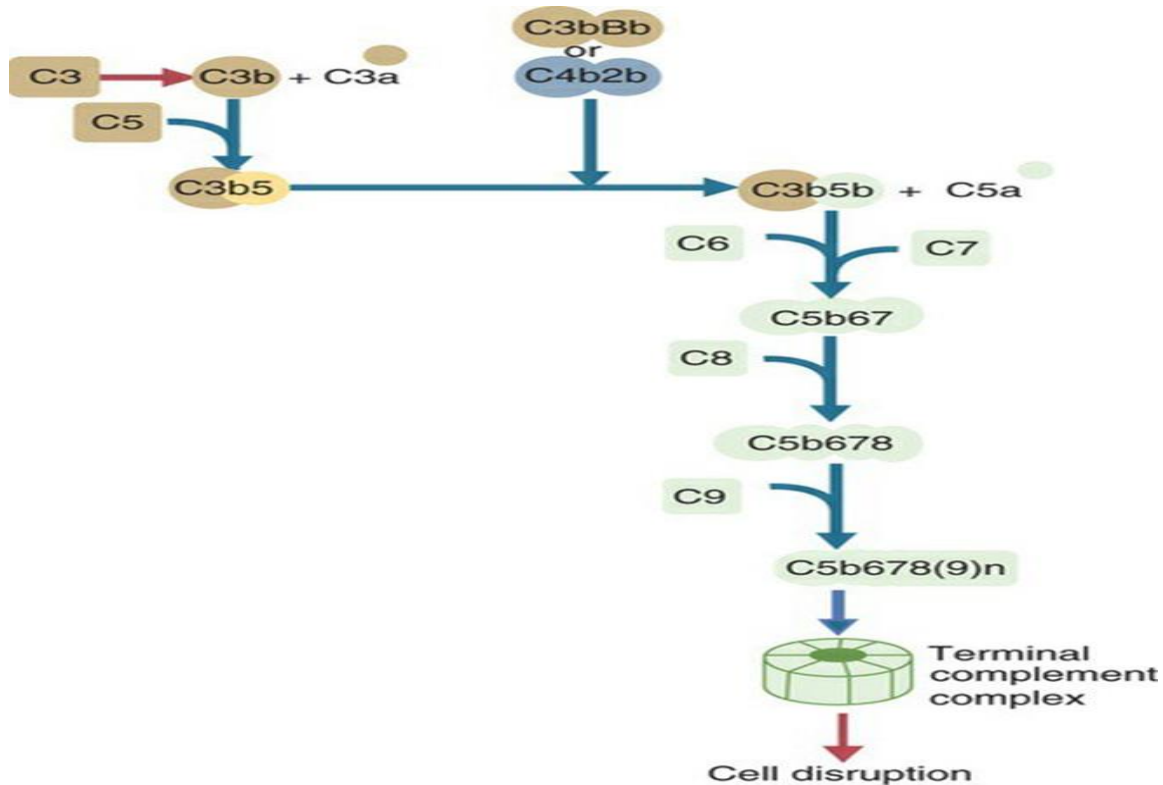 C3bBb
or
C4b2b
C3
C3b + C3a
C5
C3b5
C3b5b + C5a
C6
C7
C5b67
C8
C5b678
C9
C5b678(9)n
Terminal
complement
complex
Cell disruption